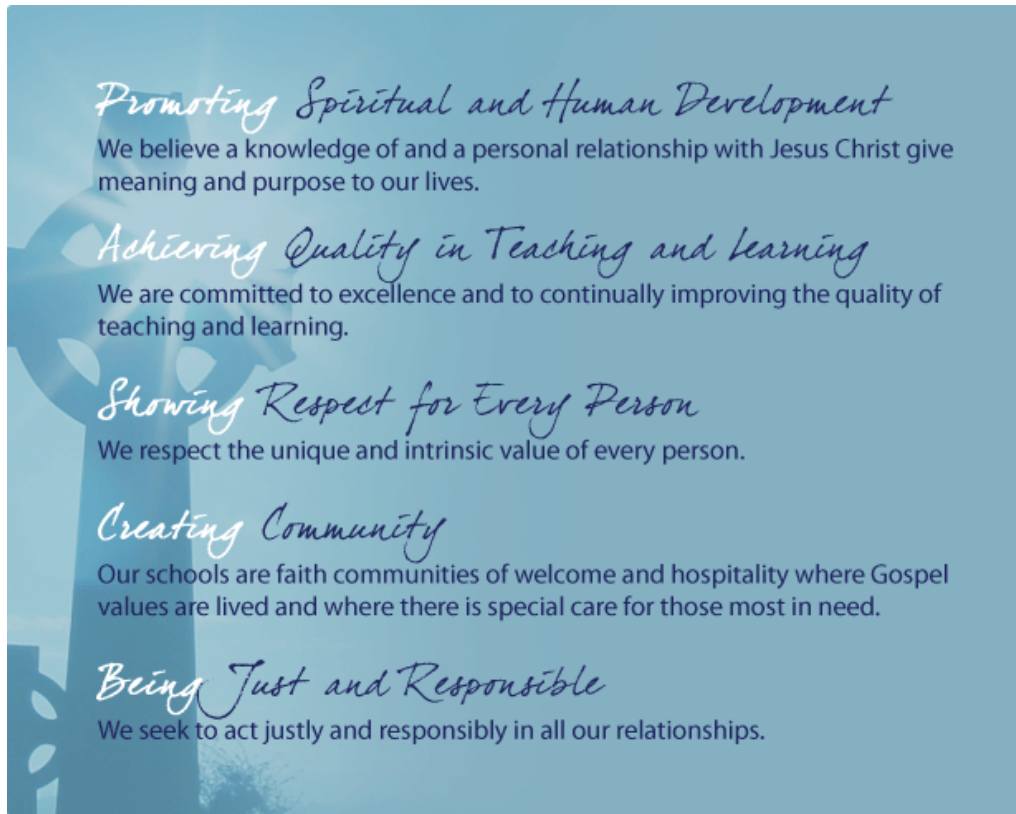 Promoting Spiritual and Human Development
We believe a knowledge of and a personal relationship with Jesus Christ give
meaning and purpose to our lives.
Achieving Quality in Teaching and Learning
We are committed to excellence and to continually improving the quality of
teaching and learning.
Showing Respect for Every Person
We respect the unique and intrinsic value of every person.
Creating Community
Our schools are faith communities of welcome and hospitality where Gospel
values are lived and where there is special care for those most in need.
Being Just and Responsible
We seek to act justly and responsibly in all our relationships.